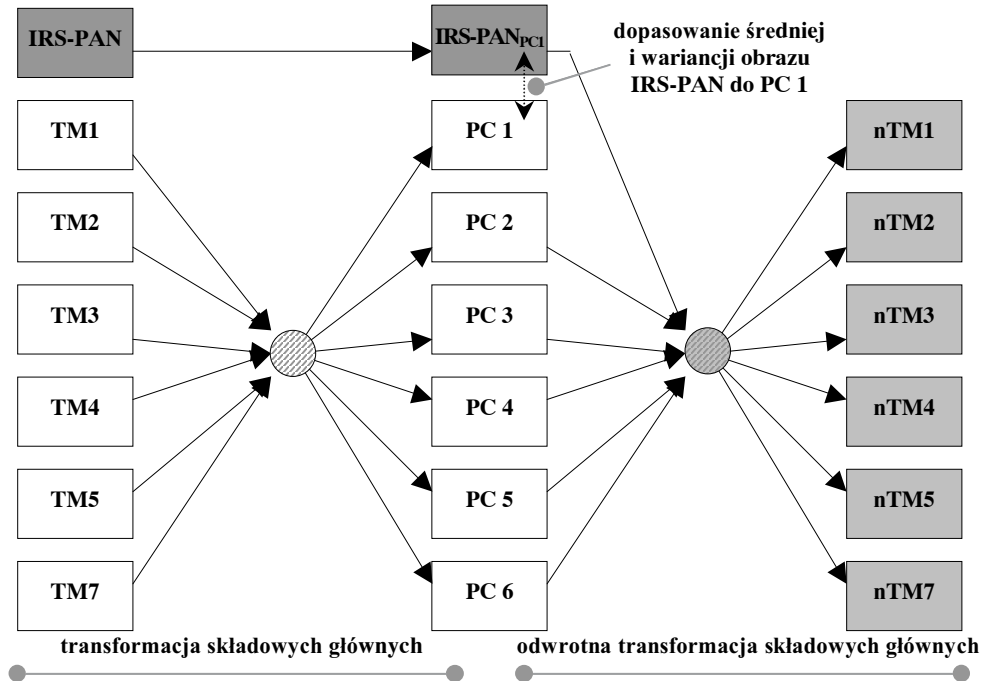 IRS-PAN
IRS-PANPC1
dopasowanie średniej
i wariancji obrazu
IRS-PAN do PC 1
TM1
PC 1
nTM1
TM2
PC 2
nTM2
TM3
PC 3
nTM3
TM4
PC 4
nTM4
TM5
PC 5
nTM5
TM7
PC 6
nTM7
transformacja składowych głównych
odwrotna transformacja składowych głównych